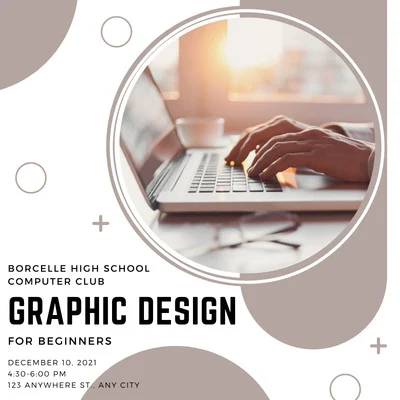 BORCELLE HIGH SCHOOL
COMPUTER CLUB
GRAPHIC DESIGN
FOR BEGINNERS
DECEMBER 10, 2021
4:30-6:00 PM
123 ANYWHERE ST., ANY CITY